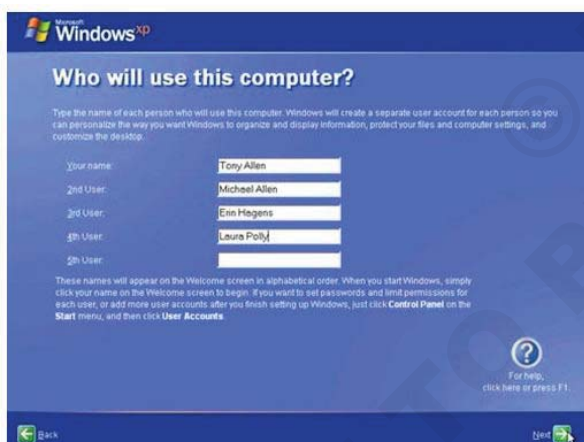 Microsoft
Windows xp
Who will use this computer?
Type the name of each person who will use this computer. Windows will create a separate user account for each person so you
can personalize the way you want Windows to organize and display information, protect your files and computer settings, and
customize the desktop.
Your name: Tony Allen
2nd User: Michael Allen
3rd User: Erin Hagens
4th User: Laura Polly
5th User:
These names will appear on the Welcome screen in alphabetical order. When you start Windows, simply
click your name on the Welcome screen to begin. If you want to set passwords and limit permissions for
each user, or add more user accounts after you finish setting up Windows, just click Control Panel on the
Start menu, and then click User Accounts.
?
For help,
click here or press F1.
Back
Next